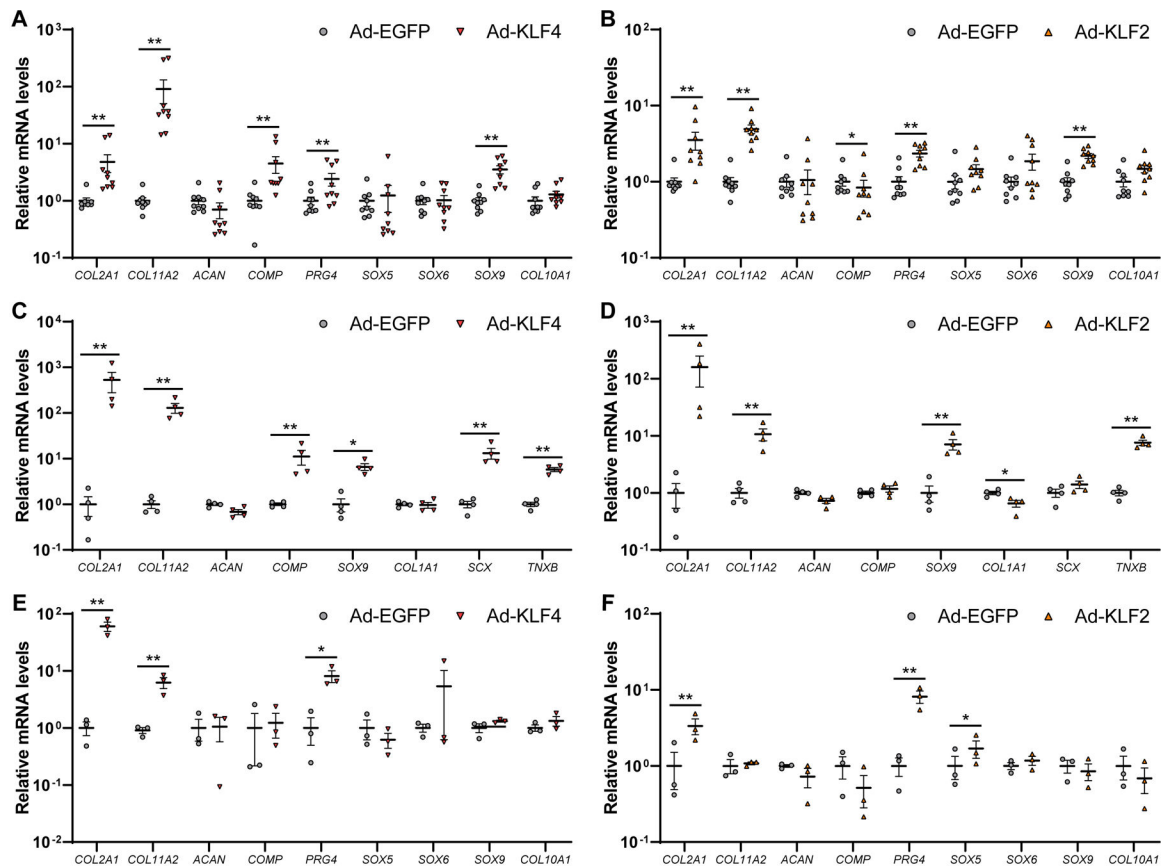 A
Ad-EGFP Ad-KLF4
Relative mRNA levels
10³
10²
10¹
10⁰
10⁻¹
** ** ** ** **
COL2A1 COL11A2 ACAN COMP PRG4 SOX5 SOX6 SOX9 COL10A1
B
Ad-EGFP Ad-KLF2
Relative mRNA levels
10²
10¹
10⁰
10⁻¹
** ** * ** **
COL2A1 COL11A2 ACAN COMP PRG4 SOX5 SOX6 SOX9 COL10A1
C
Ad-EGFP Ad-KLF4
Relative mRNA levels
10⁴
10³
10²
10¹
10⁰
10⁻¹
** ** ** * ** **
COL2A1 COL11A2 ACAN COMP SOX9 COL1A1 SCX TNXB
D
Ad-EGFP Ad-KLF2
Relative mRNA levels
10³
10²
10¹
10⁰
10⁻¹
** ** ** * **
COL2A1 COL11A2 ACAN COMP SOX9 COL1A1 SCX TNXB
E
Ad-EGFP Ad-KLF4
Relative mRNA levels
10²
10¹
10⁰
10⁻¹
10⁻²
** ** *
COL2A1 COL11A2 ACAN COMP PRG4 SOX5 SOX6 SOX9 COL10A1
F
Ad-EGFP Ad-KLF2
Relative mRNA levels
10²
10¹
10⁰
10⁻¹
** ** *
COL2A1 COL11A2 ACAN COMP PRG4 SOX5 SOX6 SOX9 COL10A1